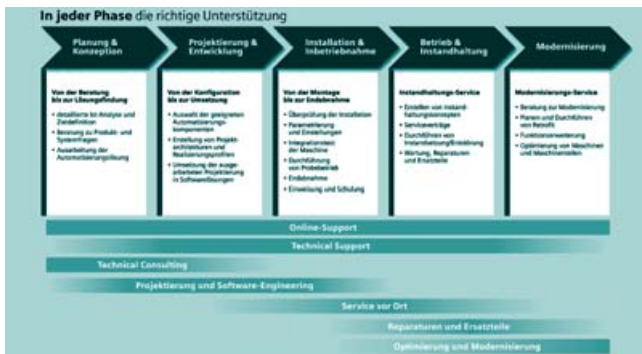 In jeder Phase die richtige Unterstützung
Planung &
Konzeption
Projektierung &
Entwicklung
Installation &
Inbetriebnahme
Betrieb &
Instandhaltung
Modernisierung
Von der Beratung
bis zur Lösungsfindung
• detaillierte Ist-Analyse und
Zieldefinition
• Beratung zu Produkt- und
Systemfragen
• Ausarbeitung der
Automatisierungslösung
Von der Konfiguration
bis zur Umsetzung
• Auswahl der geeigneten
Automatisierungs-
komponenten
• Erstellung von Projekt-
architekturen und
Realisierungsprofilen
• Umsetzung der ausge-
arbeiteten Projektierung
in Softwarelösungen
Von der Montage
bis zur Endabnahme
• Überprüfung der Installation
• Parametrierung
und Einstellungen
• Integrationstest
der Maschine
• Durchführung
von Probebetrieb
• Endabnahme
• Einweisung und Schulung
Instandhaltungs-Service
• Erstellen von Instand-
haltungskonzepten
• Serviceverträge
• Durchführen von
Instandsetzung/Entstörung
• Wartung, Reparaturen
und Ersatzteile
Modernisierungs-Service
• Beratung zur Modernisierung
• Planen und Durchführen
von Retrofit
• Funktionserweiterung
• Optimierung von Maschinen
und Maschinenteilen
Online-Support
Technical Support
Technical Consulting
Projektierung und Software-Engineering
Service vor Ort
Reparaturen und Ersatzteile
Optimierung und Modernisierung